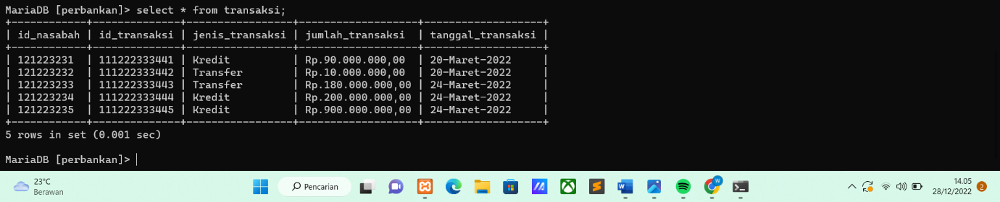 MariaDB [perbankan]> select * from transaksi;
+------------+--------------+-----------------+-------------------+-------------------+
| id_nasabah | id_transaksi | jenis_transaksi | jumlah_transaksi  | tanggal_transaksi |
+------------+--------------+-----------------+-------------------+-------------------+
| 121223231  | 111222333441 | Kredit          | Rp.90.000.000,00  | 20-Maret-2022     |
| 121223232  | 111222333442 | Transfer        | Rp.10.000.000,00  | 20-Maret-2022     |
| 121223233  | 111222333443 | Transfer        | Rp.180.000.000,00 | 24-Maret-2022     |
| 121223234  | 111222333444 | Kredit          | Rp.200.000.000,00 | 24-Maret-2022     |
| 121223235  | 111222333445 | Kredit          | Rp.900.000.000,00 | 24-Maret-2022     |
+------------+--------------+-----------------+-------------------+-------------------+
5 rows in set (0.001 sec)
MariaDB [perbankan]>
23°C
Berawan
Pencarian
14.05
28/12/2022
2